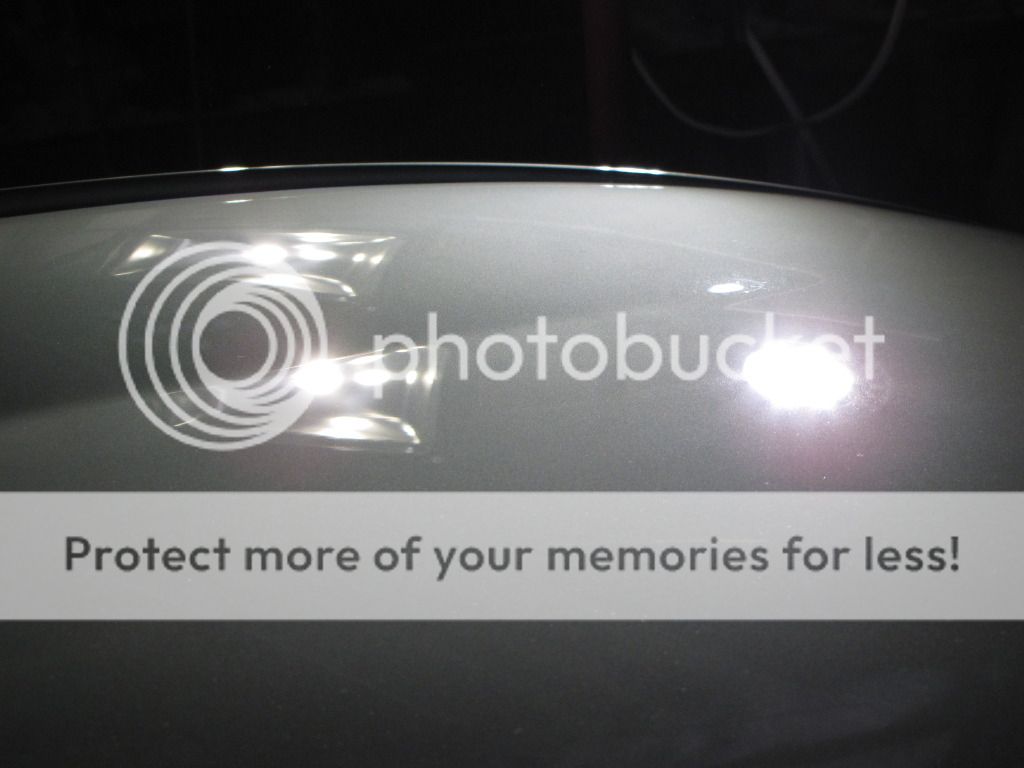 photobucket
Protect more of your memories for less!